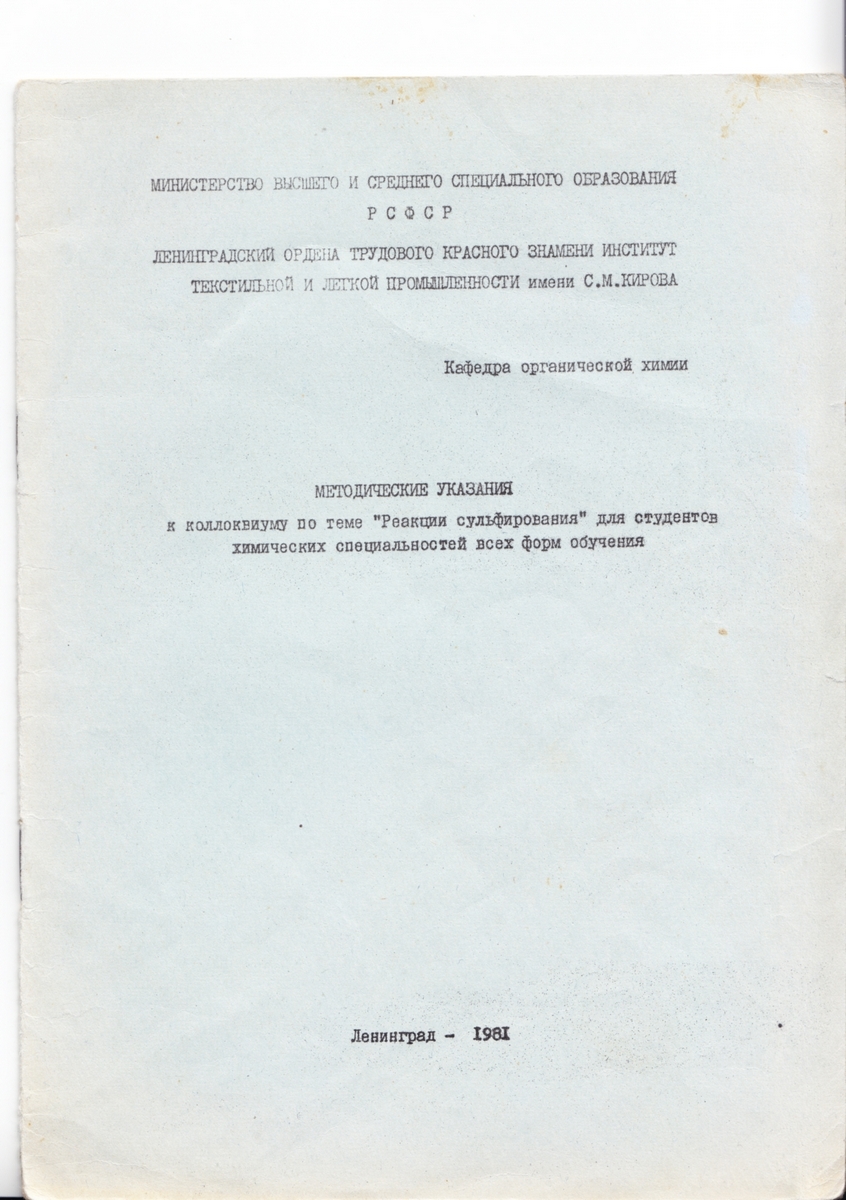 МИНИСТЕРСТВО ВЫСШЕГО И СРЕДНЕГО СПЕЦИАЛЬНОГО ОБРАЗОВАНИЯ
Р С Ф С Р
ЛЕНИНГРАДСКИЙ ОРДЕНА ТРУДОВОГО КРАСНОГО ЗНАМЕНИ ИНСТИТУТ
ТЕКСТИЛЬНОЙ И ЛЕГКОЙ ПРОМЫШЛЕННОСТИ имени С.М.КИРОВА
Кафедра органической химии
МЕТОДИЧЕСКИЕ УКАЗАНИЯ
к коллоквиуму по теме "Реакции сульфирования" для студентов
химических специальностей всех форм обучения
Ленинград - 1981